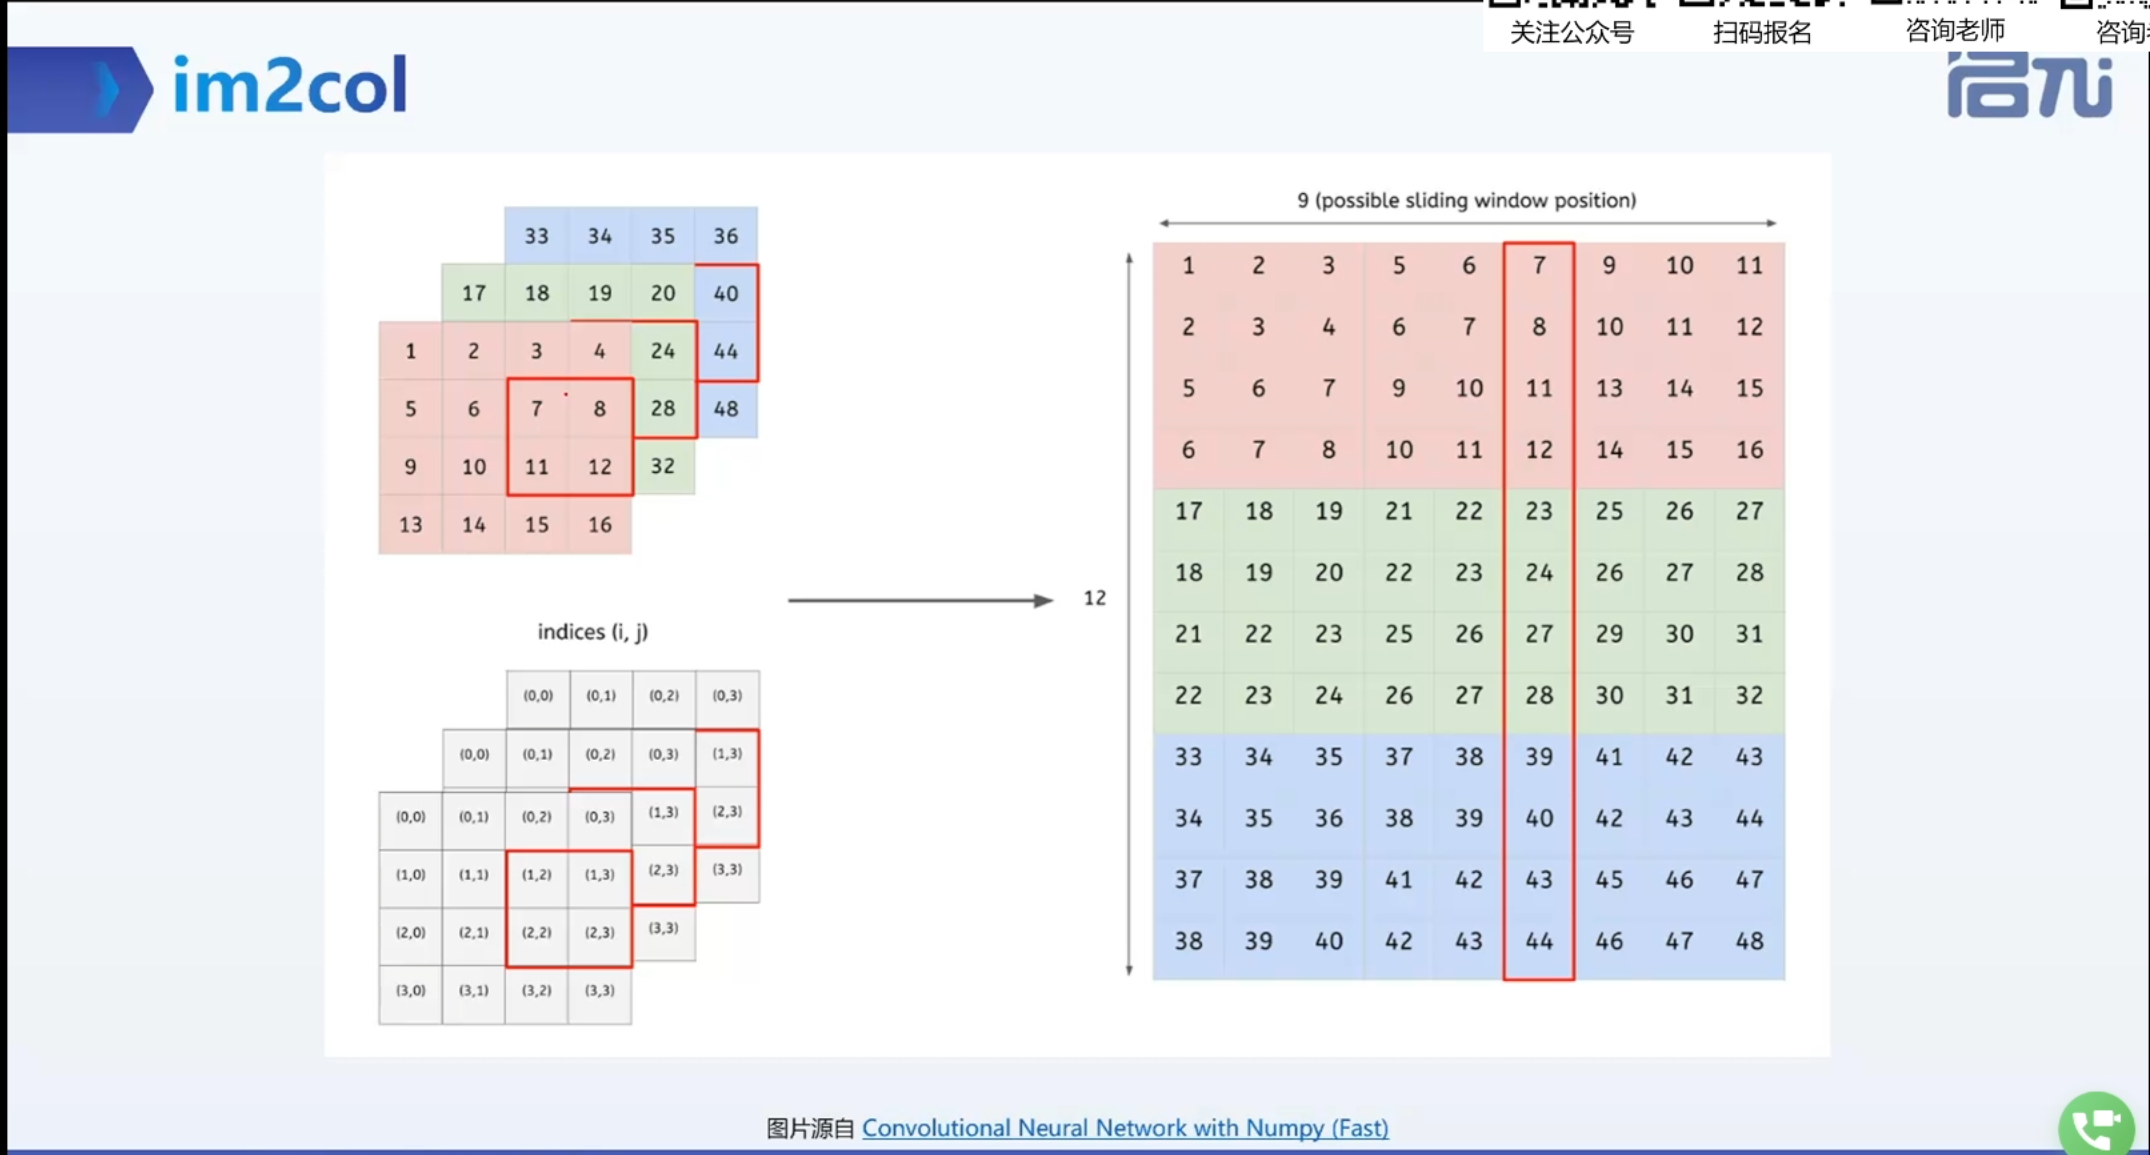 关注公众号
扫码报名
咨询老师
咨询
im2col
启πi
33 34 35 36
17 18 19 20 40
1 2 3 4 24 44
5 6 7 8 28 48
9 10 11 12 32
13 14 15 16
indices (i, j)
(0,0) (0,1) (0,2) (0,3)
(0,0) (0,1) (0,2) (0,3) (1,3)
(0,0) (0,1) (0,2) (0,3) (1,3) (2,3)
(1,0) (1,1) (1,2) (1,3) (2,3) (3,3)
(2,0) (2,1) (2,2) (2,3) (3,3)
(3,0) (3,1) (3,2) (3,3)
9 (possible sliding window position)
12
1 2 3 5 6 7 9 10 11
2 3 4 6 7 8 10 11 12
5 6 7 9 10 11 13 14 15
6 7 8 10 11 12 14 15 16
17 18 19 21 22 23 25 26 27
18 19 20 22 23 24 26 27 28
21 22 23 25 26 27 29 30 31
22 23 24 26 27 28 30 31 32
33 34 35 37 38 39 41 42 43
34 35 36 38 39 40 42 43 44
37 38 39 41 42 43 45 46 47
38 39 40 42 43 44 46 47 48
图片源自 Convolutional Neural Network with Numpy (Fast)